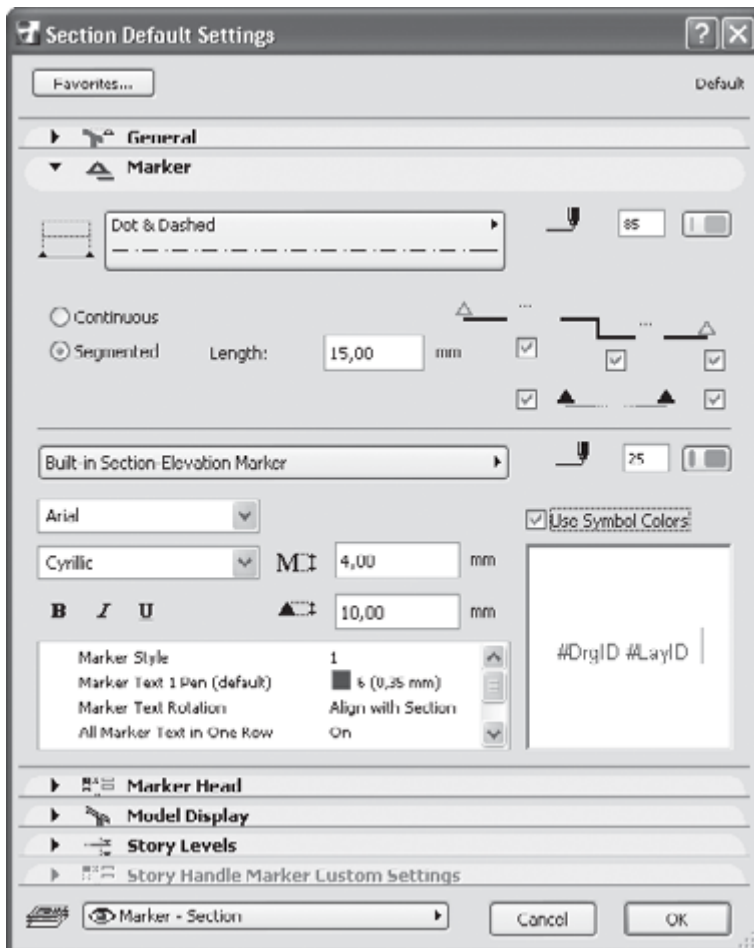 Section Default Settings
Favorites...
Default
General
Marker
Dot & Dashed
85
Continuous
Segmented Length: 15,00 mm
Built-in Section-Elevation Marker
25
Arial
Use Symbol Colors
Cyrillic
M 4,00 mm
B I U
10,00 mm
#DrgID #LayID
Marker Style 1
Marker Text 1 Pen (default) 6 (0,35 mm)
Marker Text Rotation Align with Section
All Marker Text in One Row On
Marker Head
Model Display
Story Levels
Story Handle Marker Custom Settings
Marker - Section
Cancel
OK